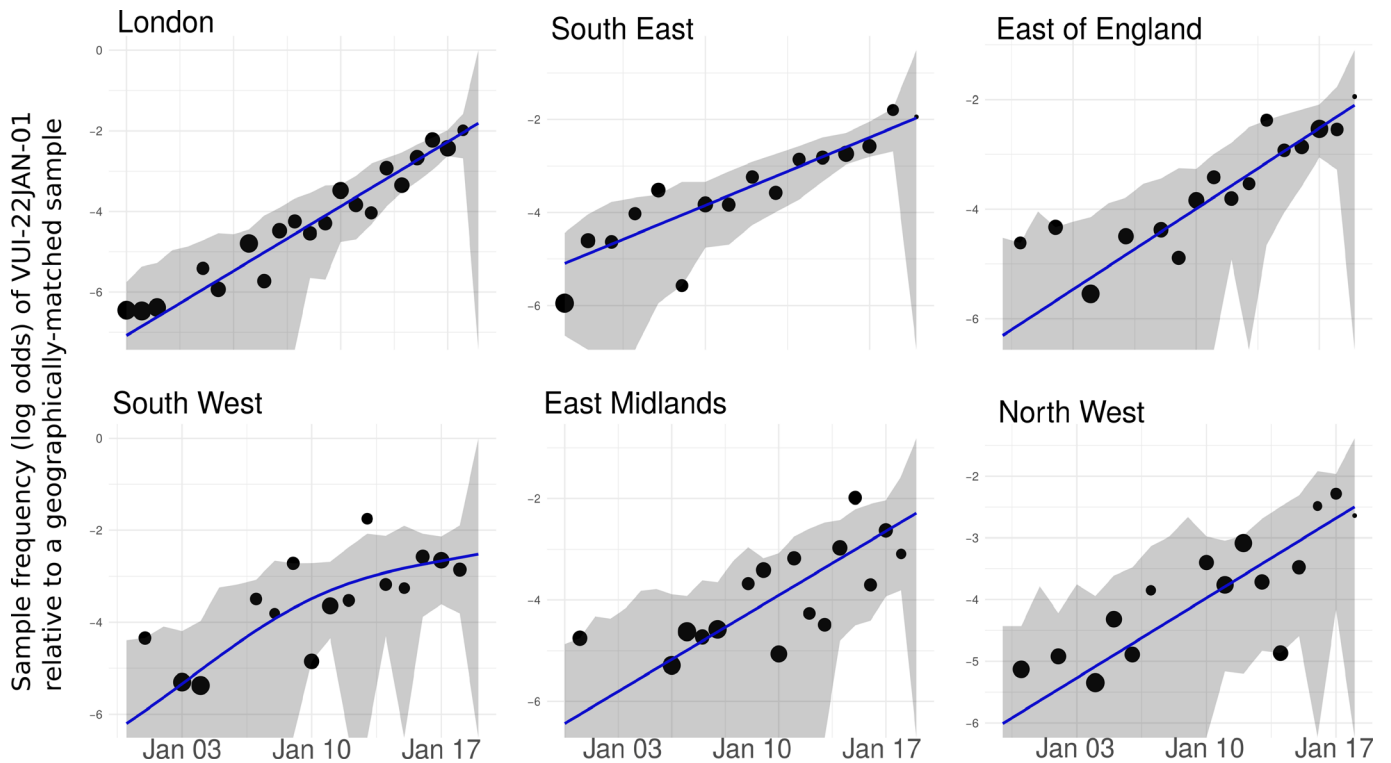 London
South East
East of England
Sample frequency (log odds) of VUI-22JAN-01
relative to a geographically-matched sample
0
−2
−4
−6
−2
−4
−6
−2
−4
−6
South West
East Midlands
North West
0
−2
−4
−6
−2
−4
−6
−2
−3
−4
−5
−6
Jan 03 Jan 10 Jan 17
Jan 03 Jan 10 Jan 17
Jan 03 Jan 10 Jan 17